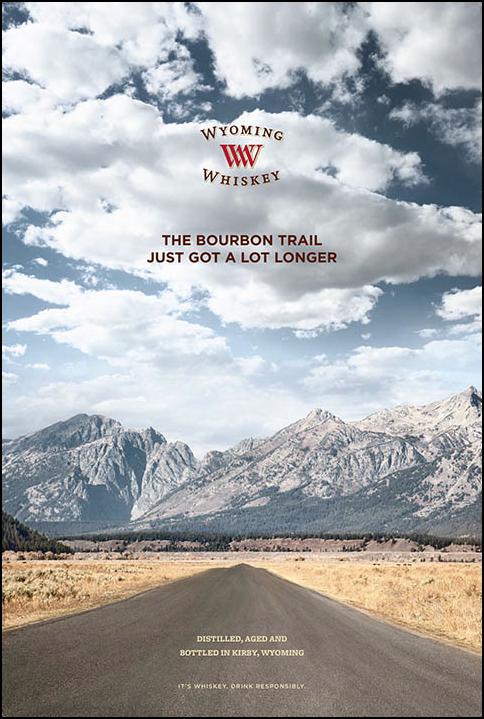 WYOMING
WW
WHISKEY
THE BOURBON TRAIL
JUST GOT A LOT LONGER
DISTILLED, AGED AND
BOTTLED IN KIRBY, WYOMING
IT'S WHISKEY. DRINK RESPONSIBLY.